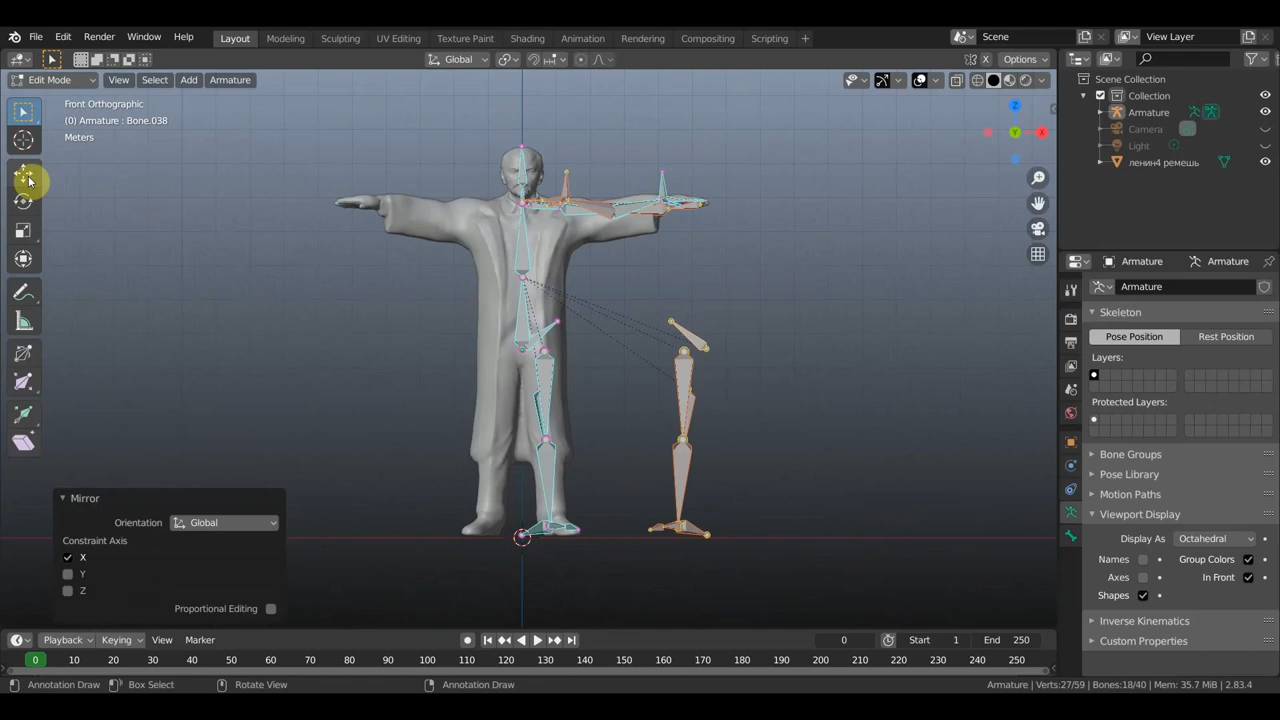 File Edit Render Window Help Layout Modeling Sculpting UV Editing Texture Paint Shading Animation Rendering Compositing Scripting + Scene View Layer
Global X Options
Edit Mode View Select Add Armature
Front Orthographic
(0) Armature : Bone.038
Meters
Z
Y
X
Scene Collection
Collection
Armature
Camera
Light
ленин4 ремешь
Armature Armature
Armature
Skeleton
Pose Position Rest Position
Layers:
Protected Layers:
Bone Groups
Pose Library
Motion Paths
Viewport Display
Display As Octahedral
Names Group Colors
Axes In Front
Shapes
Inverse Kinematics
Custom Properties
Mirror
Orientation Global
Constraint Axis
X
Y
Z
Proportional Editing
Playback Keying View Marker 0 Start 1 End 250
0 10 20 30 40 50 60 70 80 90 100 110 120 130 140 150 160 170 180 190 200 210 220 230 240 250
Annotation Draw Box Select Rotate View Annotation Draw Armature | Verts:27/59 | Bones:18/40 | Mem: 35.7 MiB | 2.83.4